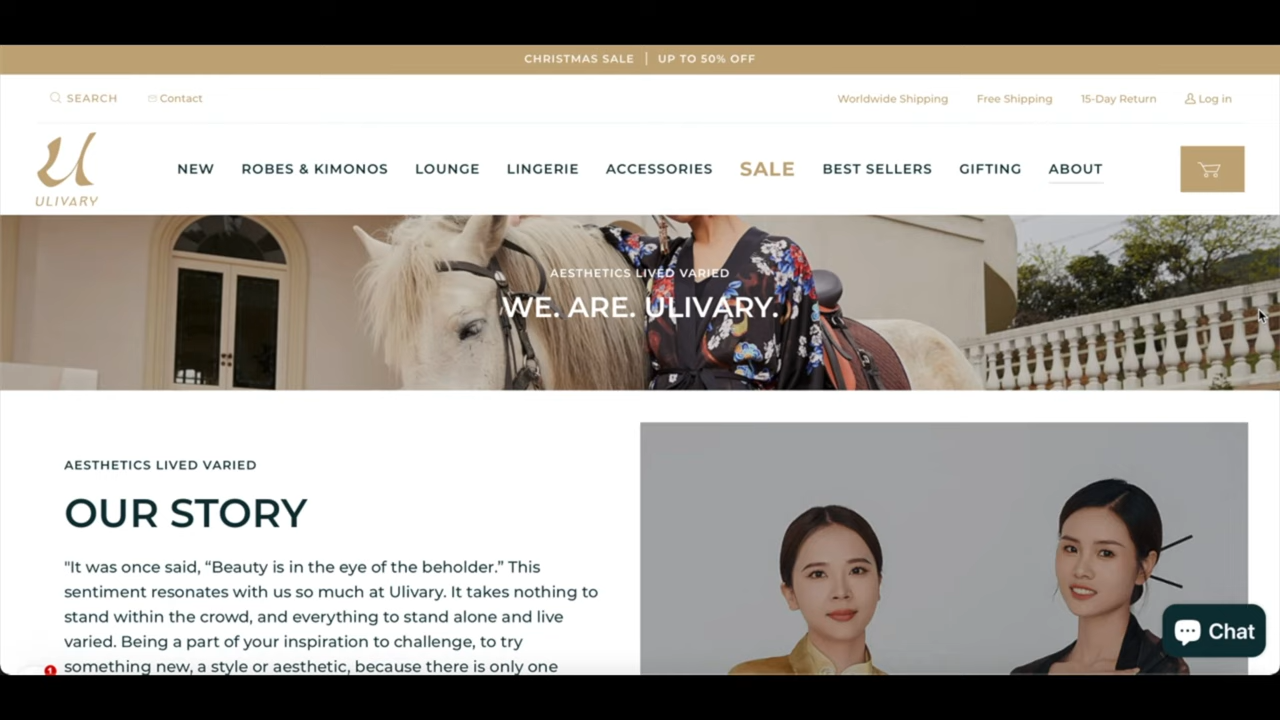 CHRISTMAS SALE | UP TO 50% OFF
SEARCH
Contact
Worldwide Shipping
Free Shipping
15-Day Return
Log in
U
ULIVARY
NEW
ROBES & KIMONOS
LOUNGE
LINGERIE
ACCESSORIES
SALE
BEST SELLERS
GIFTING
ABOUT
AESTHETICS LIVED VARIED
WE. ARE. ULIVARY.
AESTHETICS LIVED VARIED
OUR STORY
"It was once said, “Beauty is in the eye of the beholder.” This
sentiment resonates with us so much at Ulivary. It takes nothing to
stand within the crowd, and everything to stand alone and live
varied. Being a part of your inspiration to challenge, to try
something new, a style or aesthetic, because there is only one
1
Chat